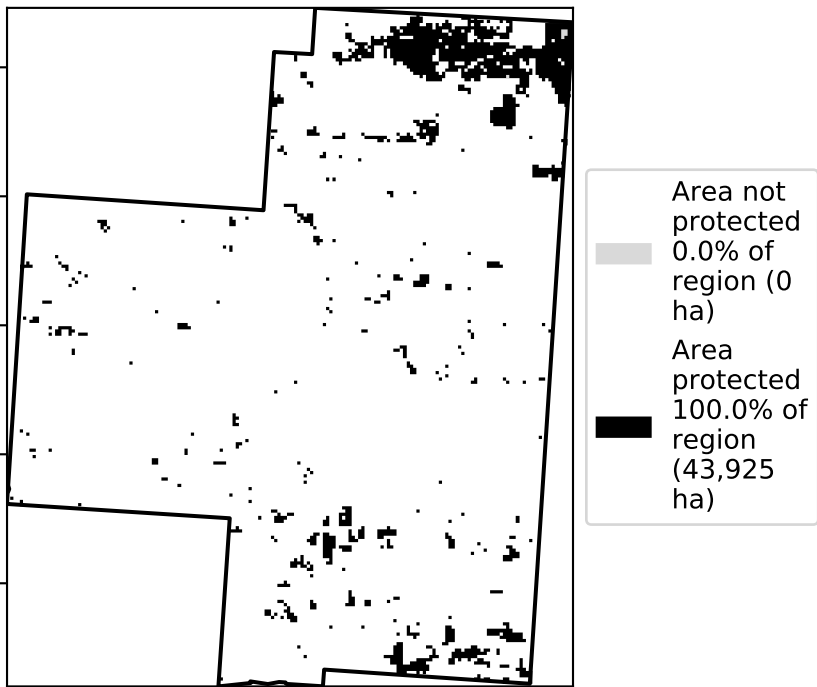 Area not
protected
0.0% of
region (0
ha)
Area
protected
100.0% of
region
(43,925
ha)